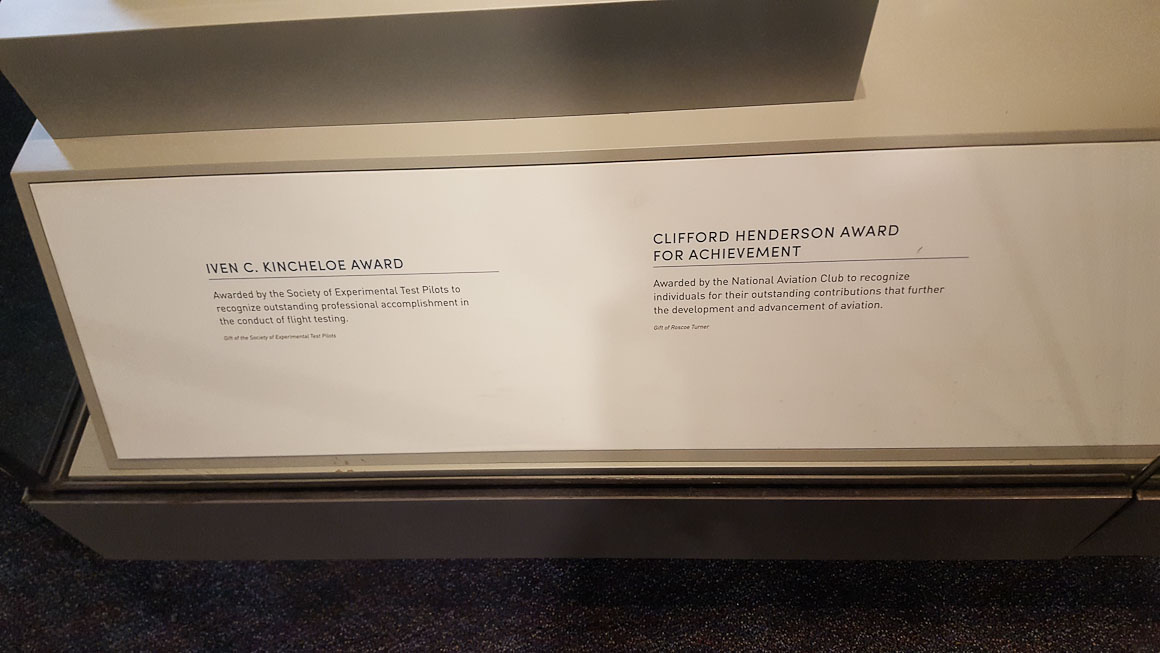 IVEN C. KINCHELOE AWARD
Awarded by the Society of Experimental Test Pilots to
recognize outstanding professional accomplishment in
the conduct of flight testing.
Gift of the Society of Experimental Test Pilots
CLIFFORD HENDERSON AWARD
FOR ACHIEVEMENT
Awarded by the National Aviation Club to recognize
individuals for their outstanding contributions that further
the development and advancement of aviation.
Gift of Roscoe Turner